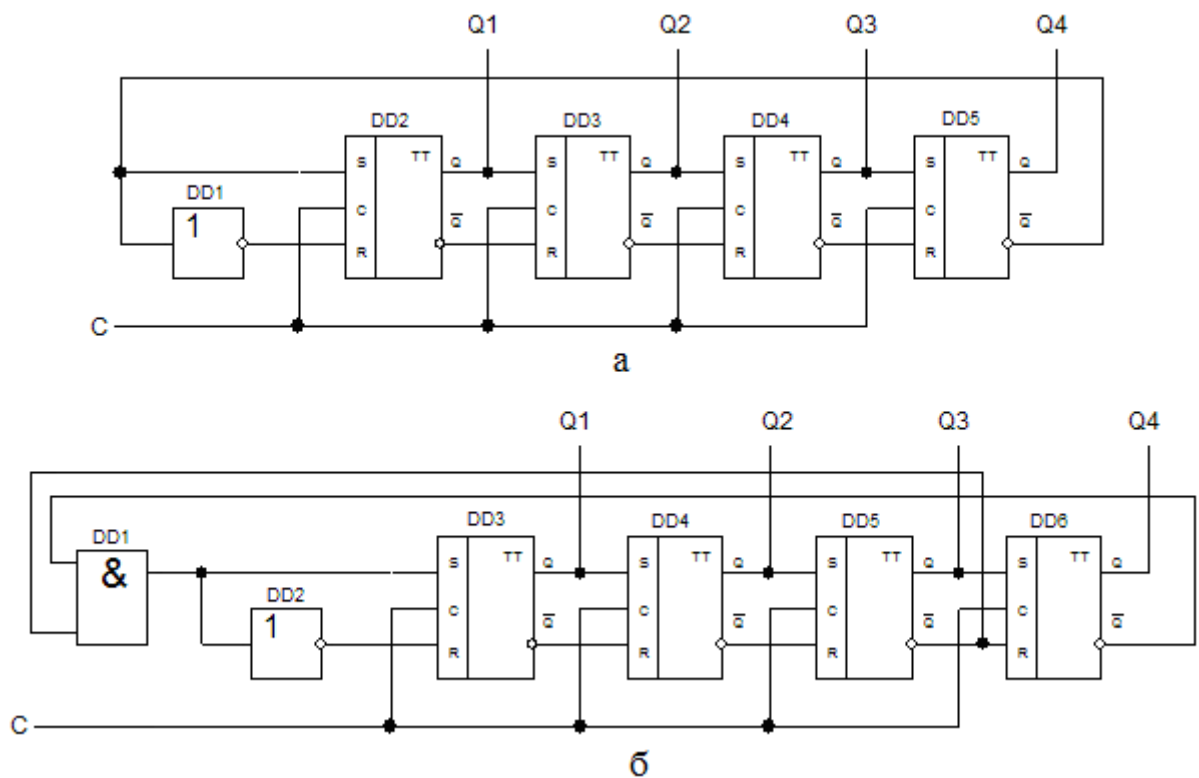 Q1 Q2 Q3 Q4
DD2 DD3 DD4 DD5
S TT Q S TT Q S TT Q S TT Q
DD1
1
C Q̅ C Q̅ C Q̅ C Q̅
R R R R
C
а
Q1 Q2 Q3 Q4
DD3 DD4 DD5 DD6
DD1
&
S TT Q S TT Q S TT Q S TT Q
DD2
1
C Q̅ C Q̅ C Q̅ C Q̅
R R R R
C
б